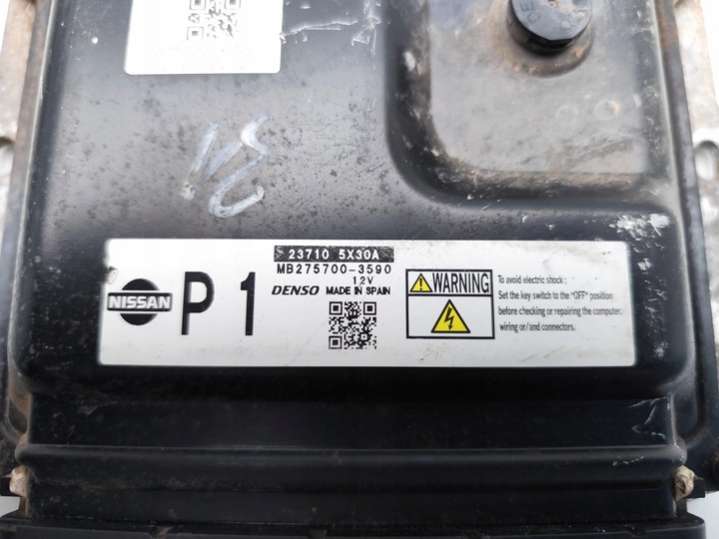 23710 5X30A
MB275700-3590
12V
NISSAN
P1
DENSO MADE IN SPAIN
WARNING
To avoid electric shock:
Set the key switch to the "OFF" position
before checking or repairing the computer,
wiring or/and connectors.